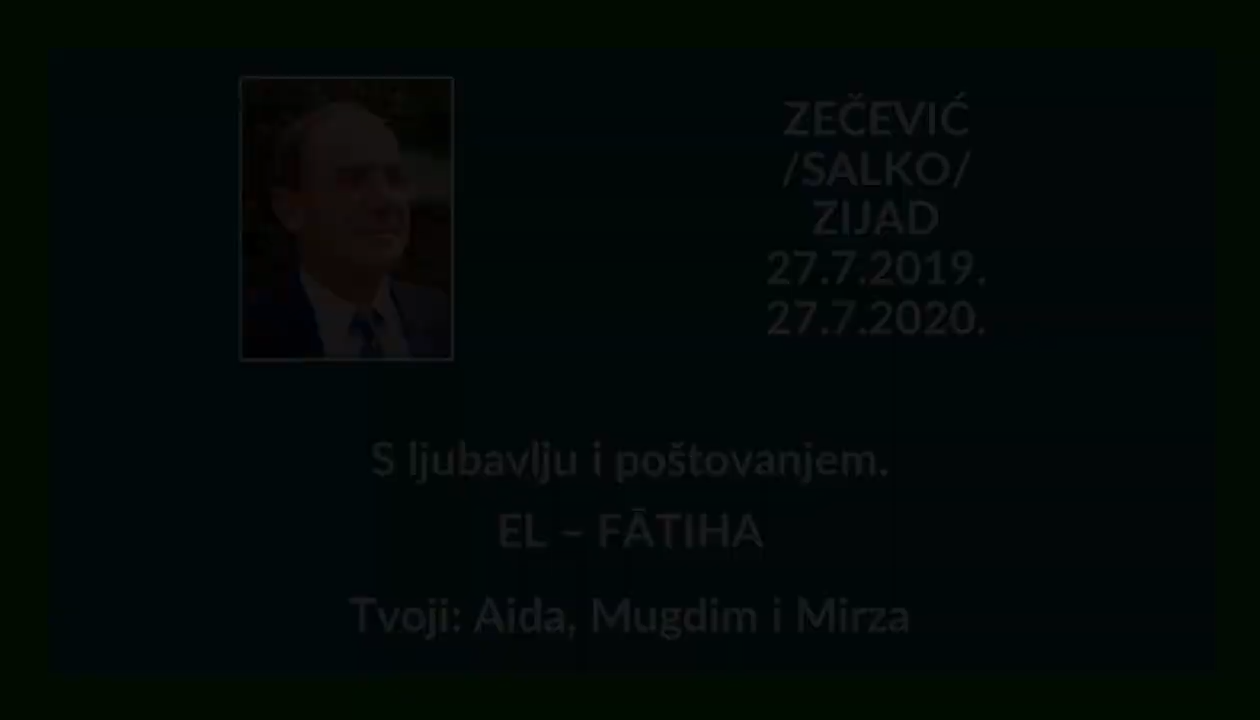 ZEČEVIĆ
/SALKO/
ZIJAD
27.7.2019.
27.7.2020.
S ljubavlju i poštovanjem.
EL – FĀTIHA
Tvoji: Aida, Mugdim i Mirza